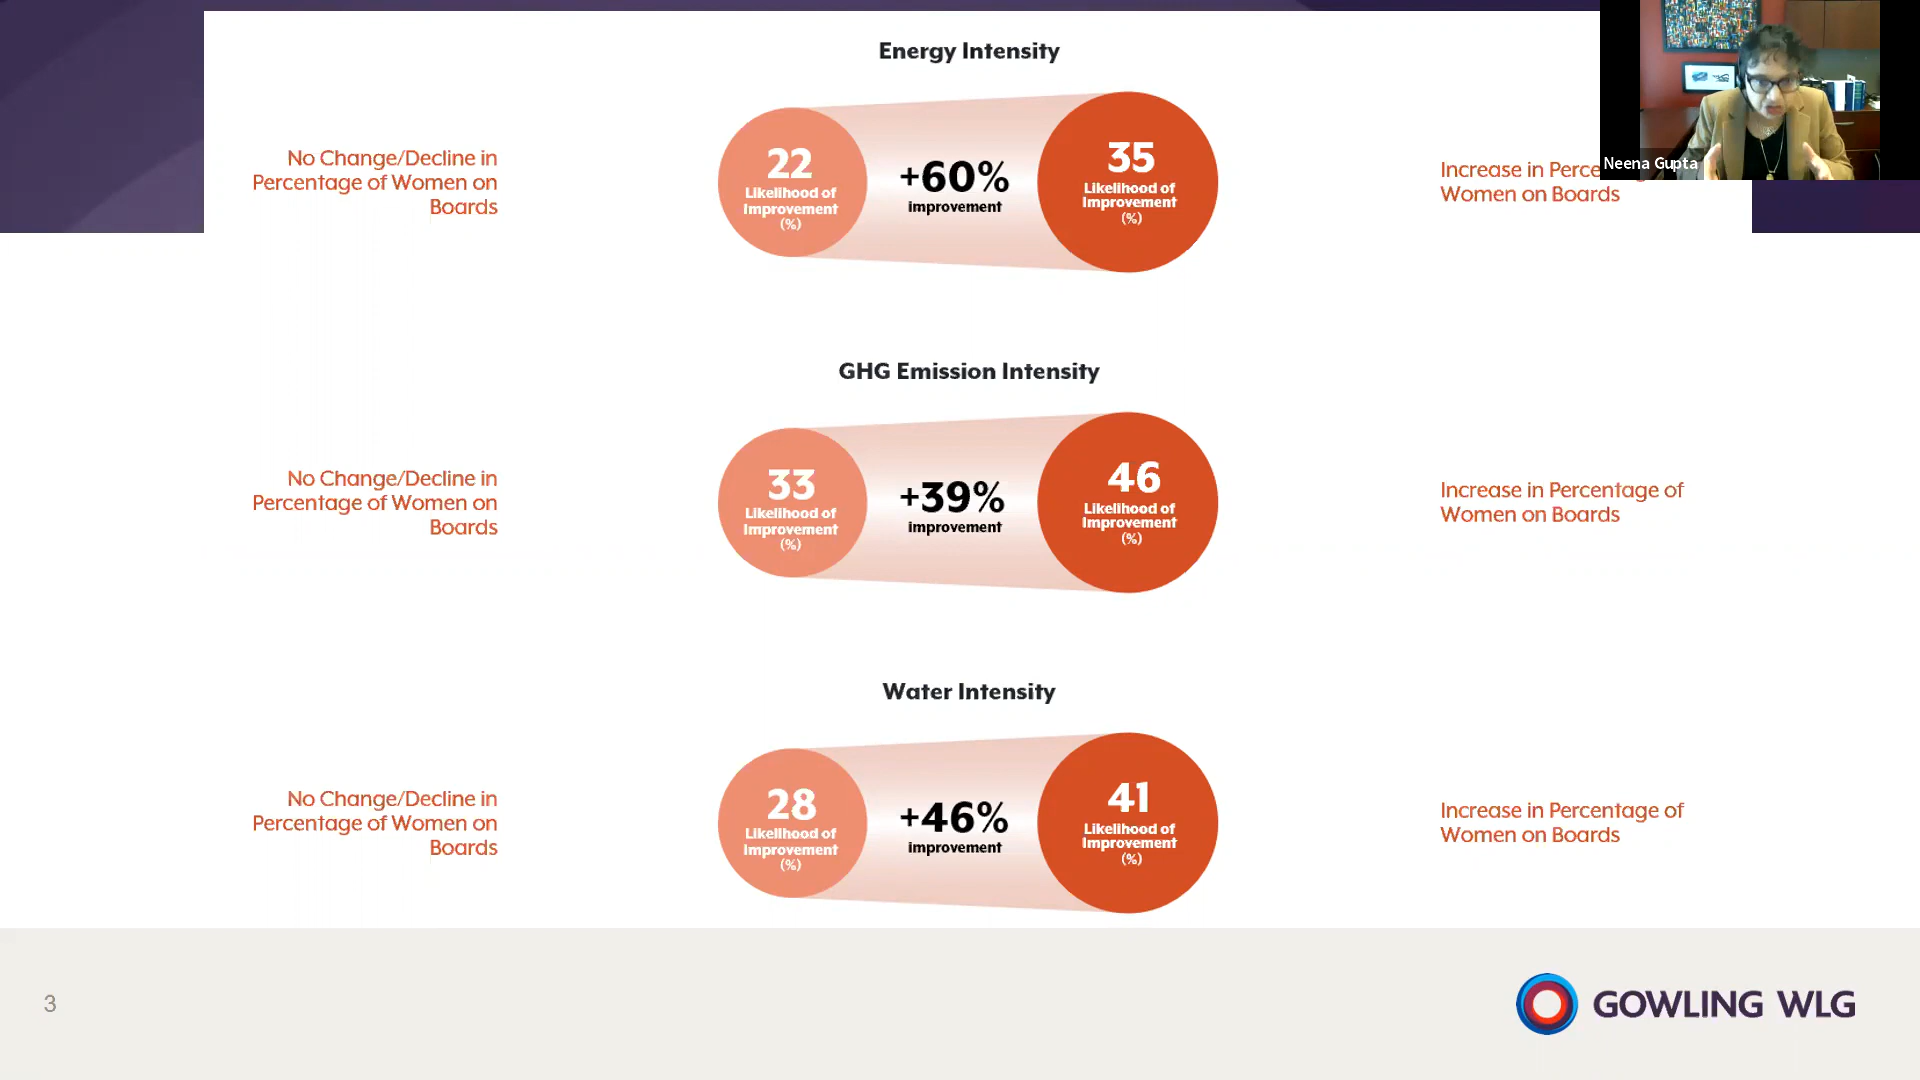 Energy Intensity
No Change/Decline in
Percentage of Women on
Boards
22
Likelihood of
Improvement
(%)
+60%
improvement
35
Likelihood of
Improvement
(%)
Increase in Perce
Women on Boards
Neena Gupta
GHG Emission Intensity
No Change/Decline in
Percentage of Women on
Boards
33
Likelihood of
Improvement
(%)
+39%
improvement
46
Likelihood of
Improvement
(%)
Increase in Percentage of
Women on Boards
Water Intensity
No Change/Decline in
Percentage of Women on
Boards
28
Likelihood of
Improvement
(%)
+46%
improvement
41
Likelihood of
Improvement
(%)
Increase in Percentage of
Women on Boards
3
GOWLING WLG